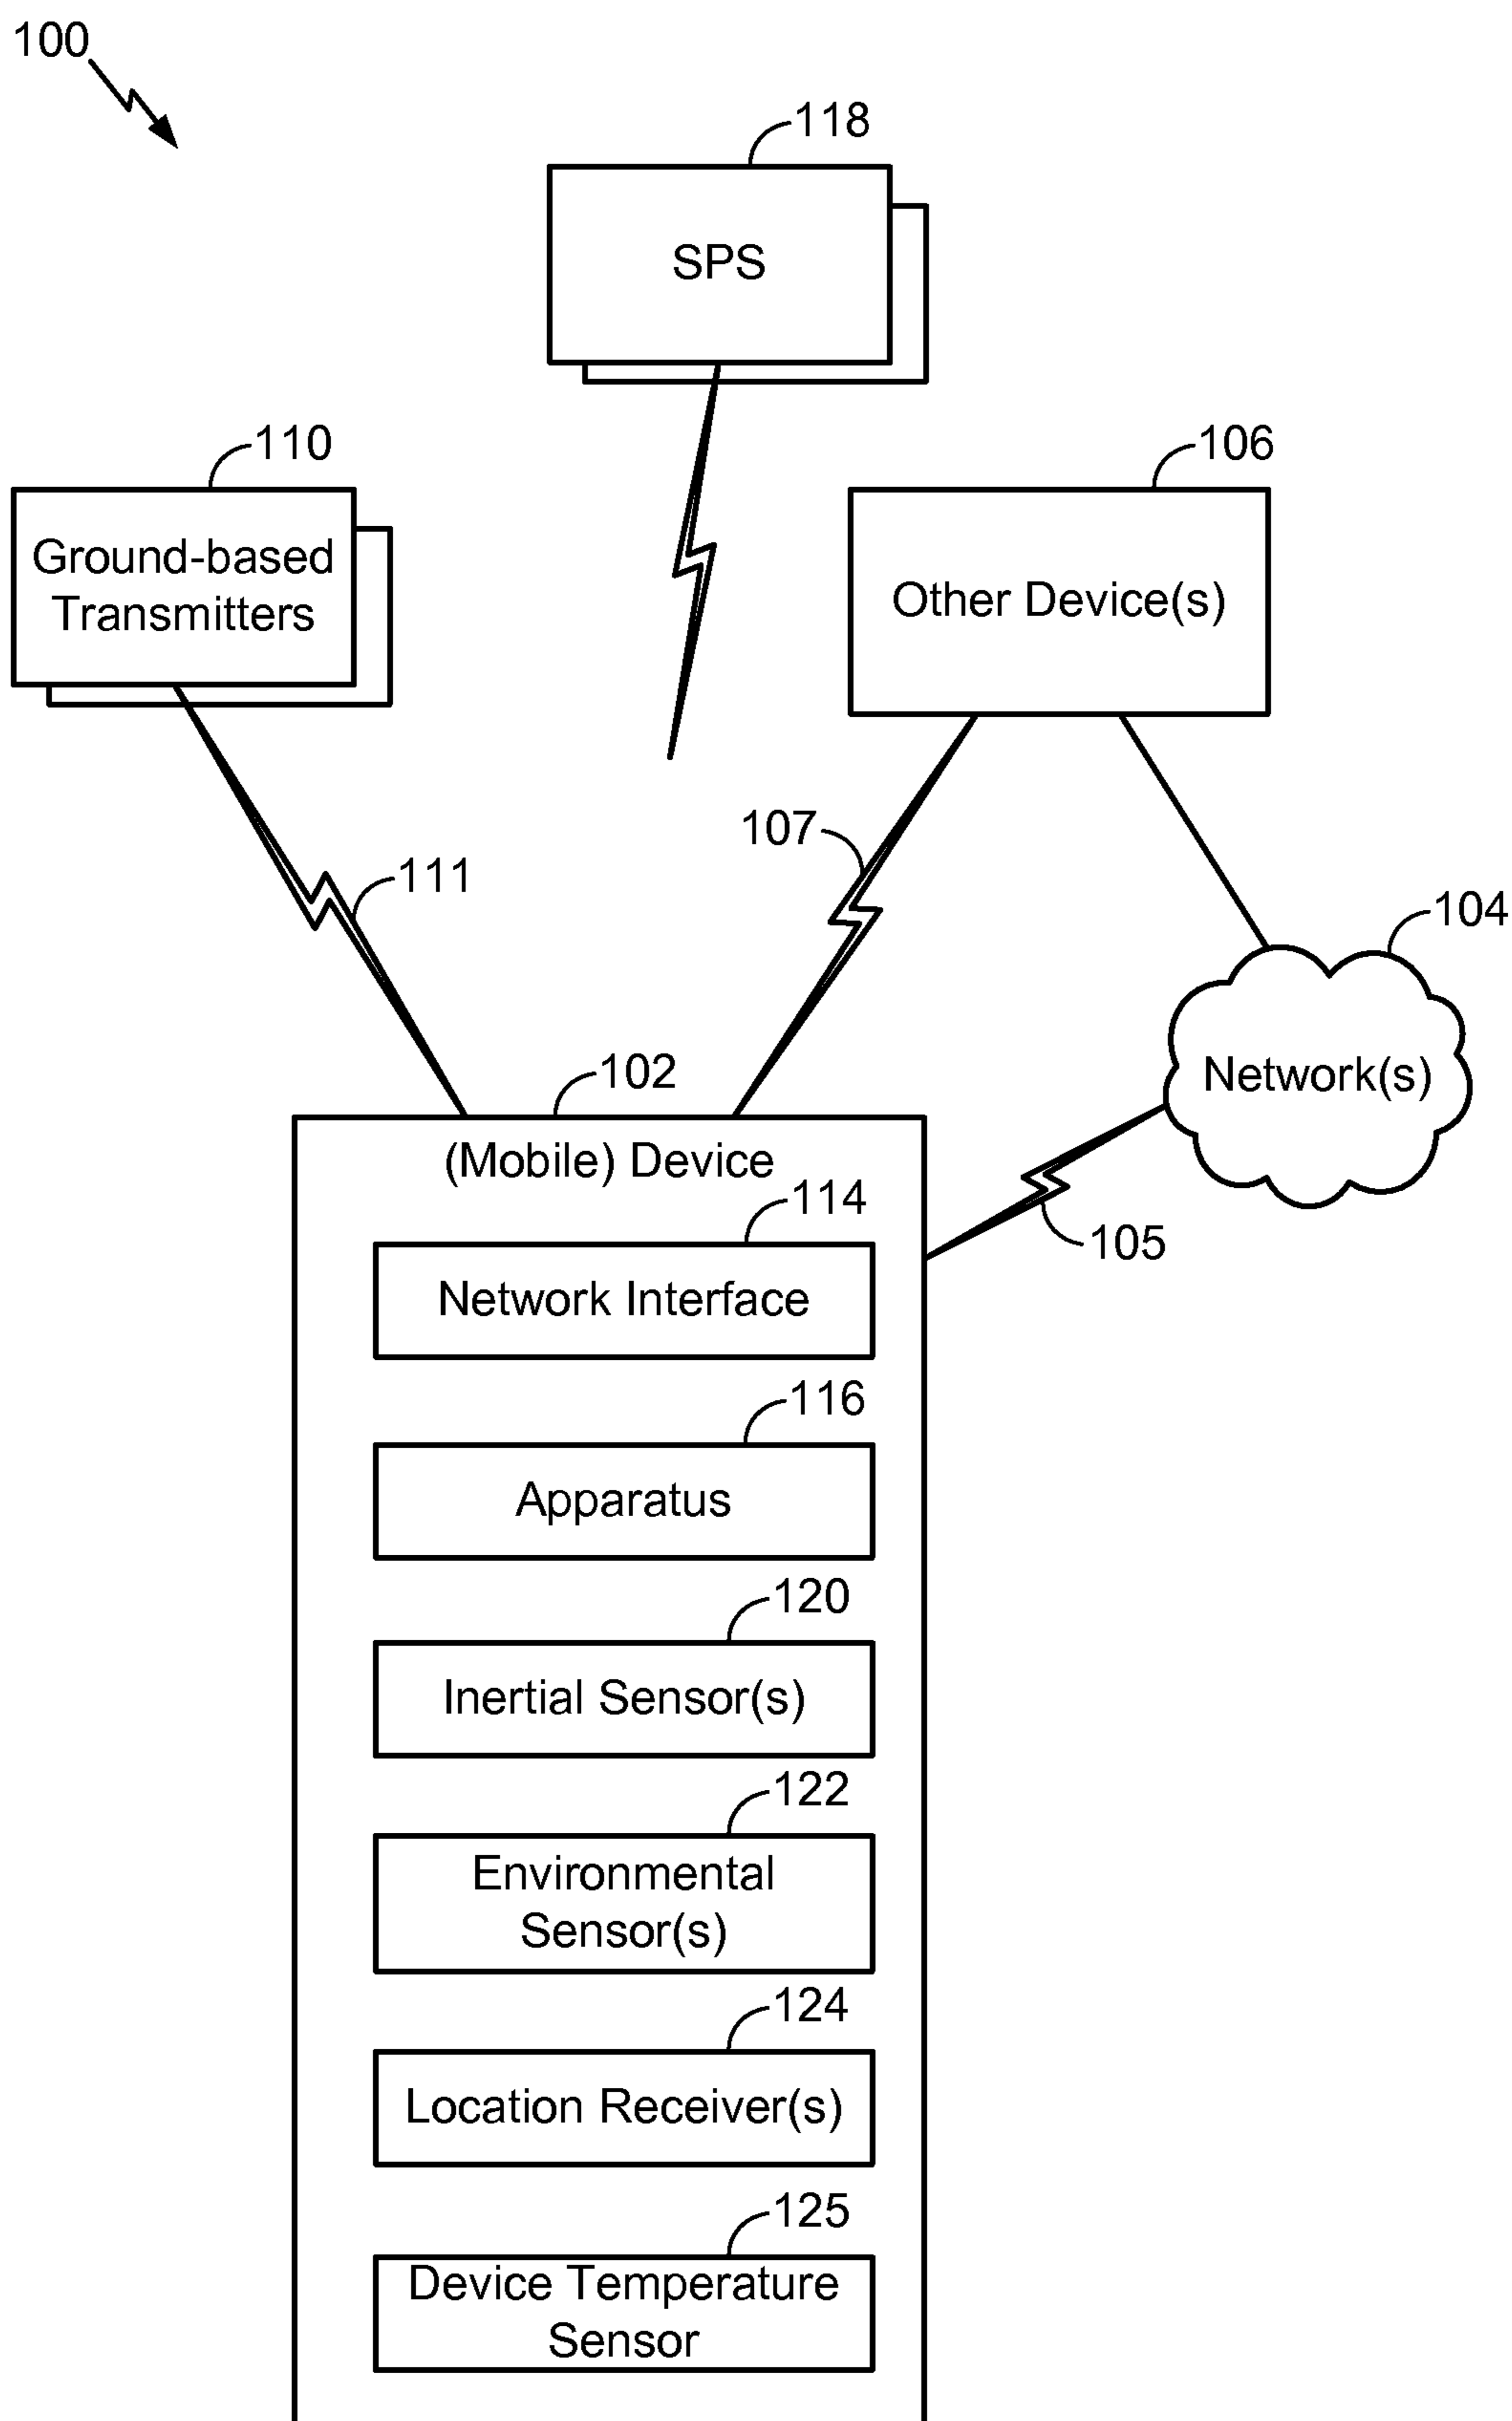 100
118
SPS
110
Ground-based
Transmitters
106
Other Device(s)
107
111
104
Network(s)
105
102
(Mobile) Device
114
Network Interface
116
Apparatus
120
Inertial Sensor(s)
122
Environmental
Sensor(s)
124
Location Receiver(s)
125
Device Temperature
Sensor